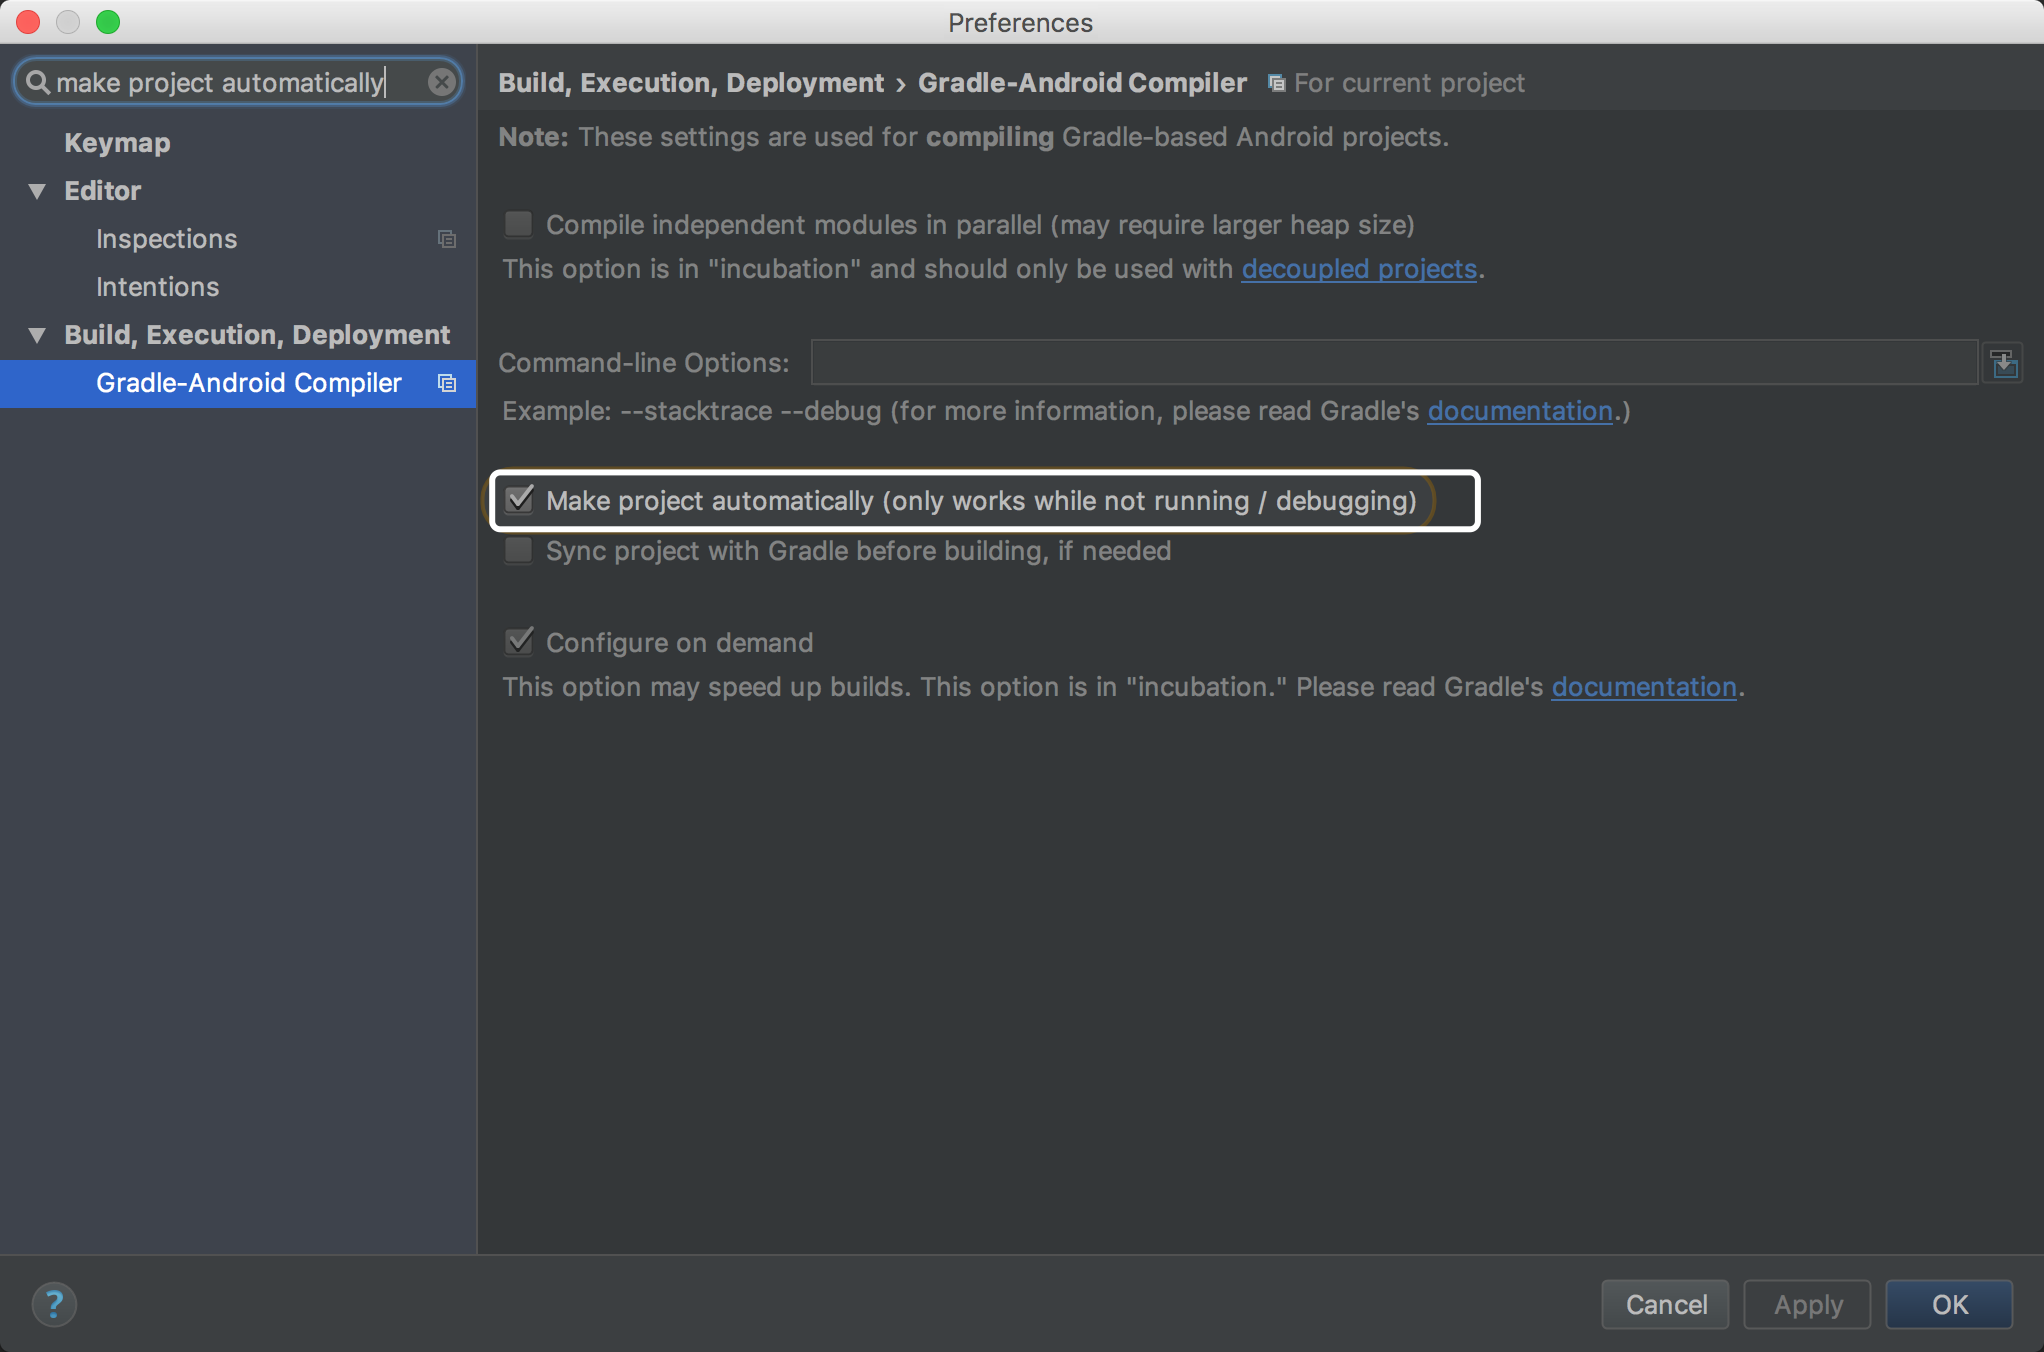 Preferences
make project automatically
Keymap
Editor
Inspections
Intentions
Build, Execution, Deployment
Gradle-Android Compiler
Build, Execution, Deployment › Gradle-Android Compiler For current project
Note: These settings are used for compiling Gradle-based Android projects.
Compile independent modules in parallel (may require larger heap size)
This option is in "incubation" and should only be used with decoupled projects.
Command-line Options:
Example: --stacktrace --debug (for more information, please read Gradle's documentation.)
Make project automatically (only works while not running / debugging)
Sync project with Gradle before building, if needed
Configure on demand
This option may speed up builds. This option is in "incubation." Please read Gradle's documentation.
?
Cancel
Apply
OK